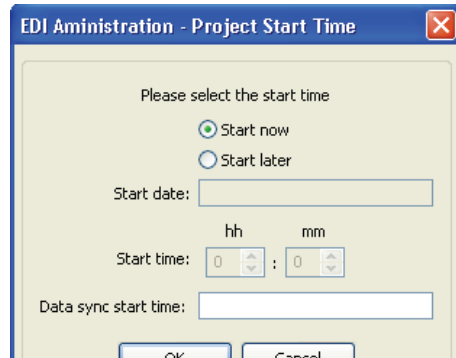 EDI Aministration - Project Start Time
Please select the start time
Start now
Start later
Start date:
hh mm
Start time: 0 : 0
Data sync start time:
OK Cancel